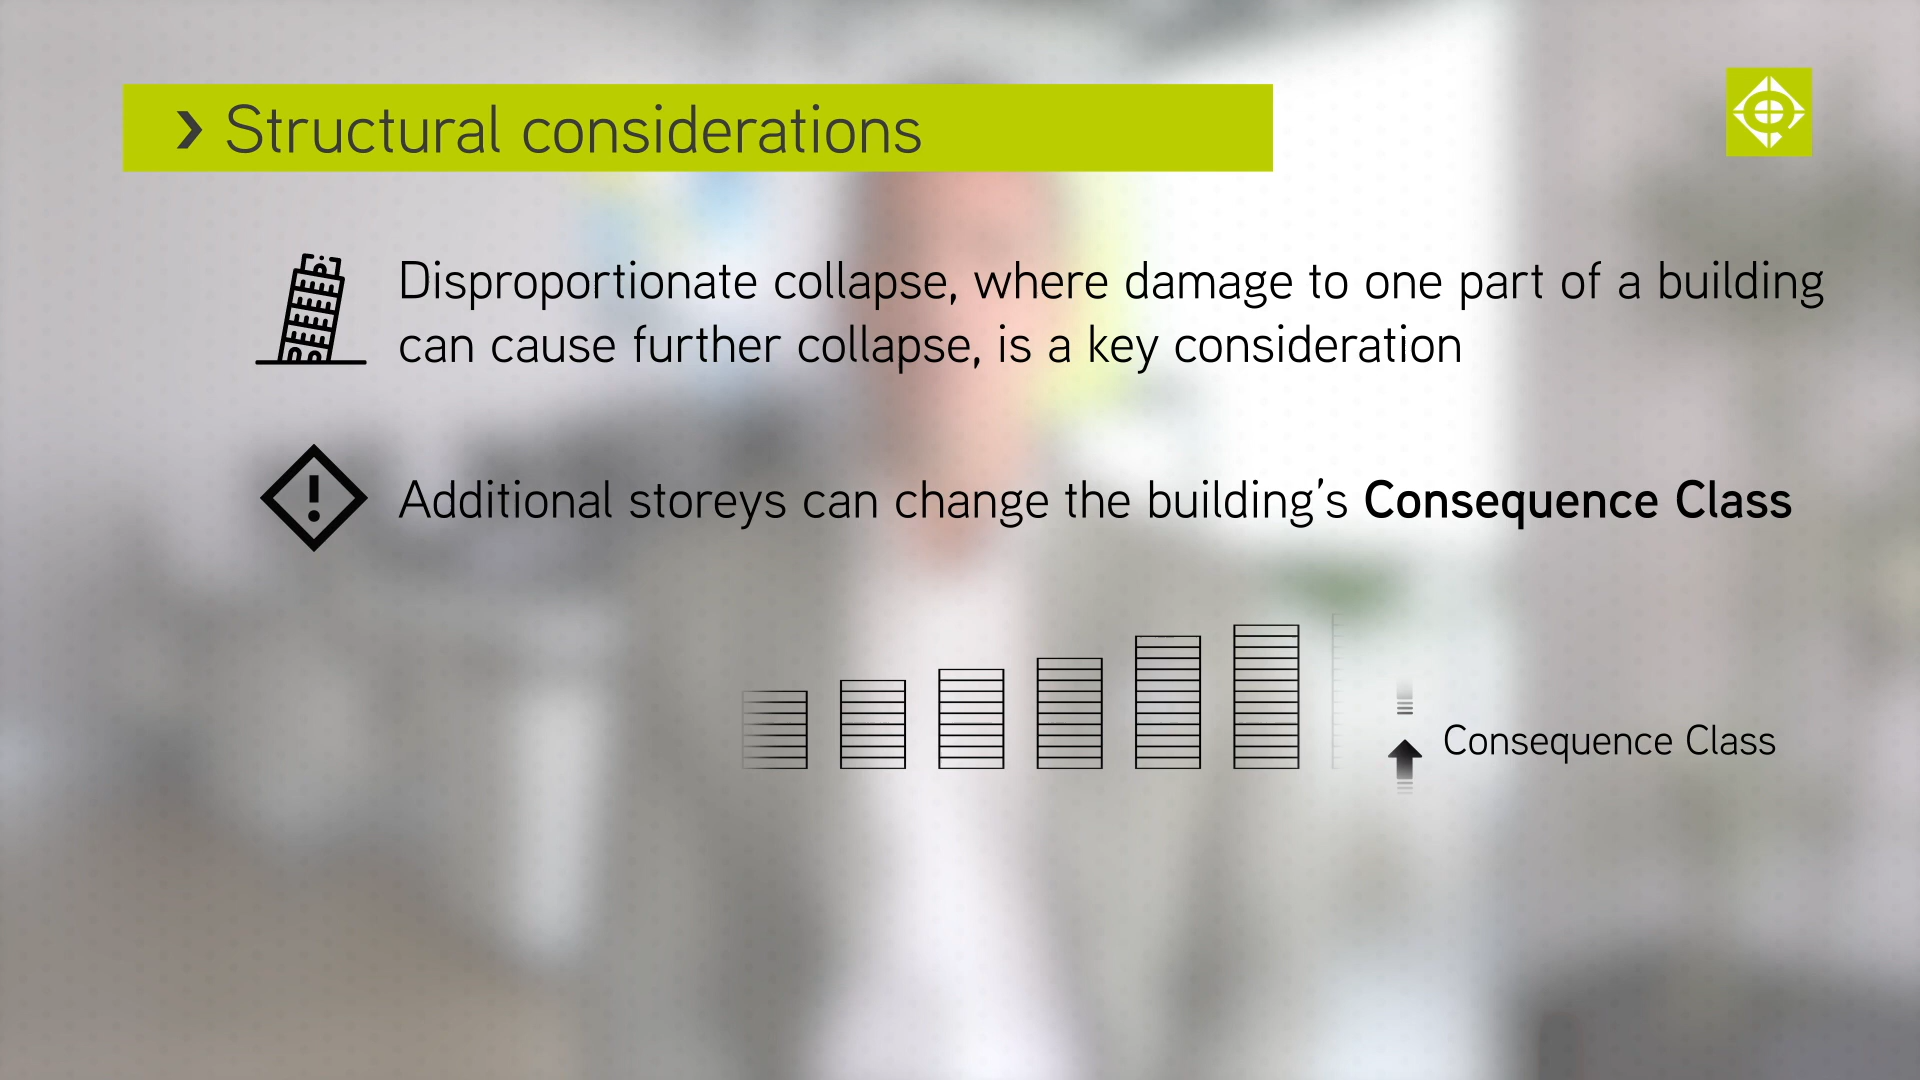 Structural considerations
Disproportionate collapse, where damage to one part of a building
can cause further collapse, is a key consideration
Additional storeys can change the building’s Consequence Class
Consequence Class